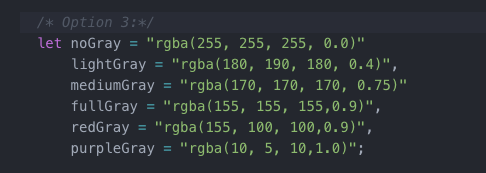 /* Option 3:*/
let noGray = "rgba(255, 255, 255, 0.0)"
lightGray = "rgba(180, 190, 180, 0.4)",
mediumGray = "rgba(170, 170, 170, 0.75)"
fullGray = "rgba(155, 155, 155,0.9)",
redGray = "rgba(155, 100, 100,0.9)",
purpleGray = "rgba(10, 5, 10,1.0)";